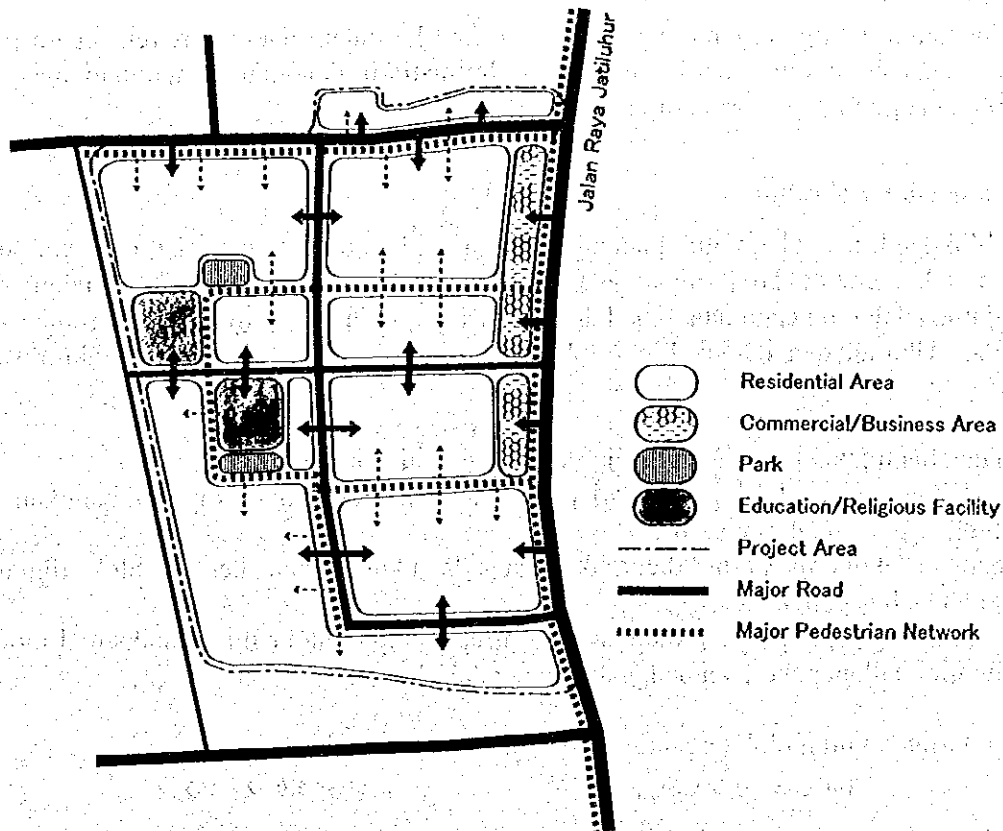 Jalan Raya Jatiluhur
Residential Area
Commercial/Business Area
Park
Education/Religious Facility
Project Area
Major Road
Major Pedestrian Network